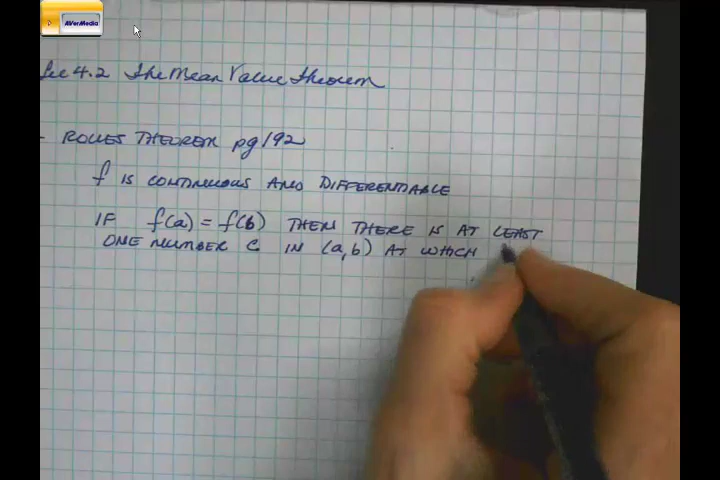 AVerMedia
Sec 4.2 The Mean Value Theorem
- ROLLES THEOREM pg 192
f IS CONTINUOUS AND DIFFERENTIABLE
IF f(a) = f(b) THEN THERE IS AT LEAST
ONE NUMBER C IN (a,b) AT WHICH